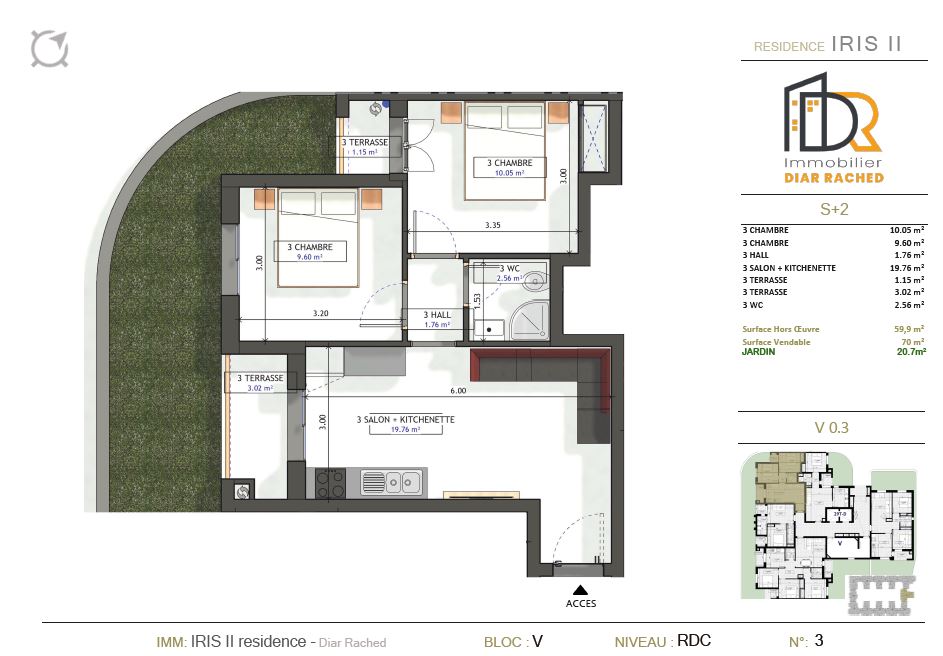 RESIDENCE IRIS II
DR
Immobilier
DIAR RACHED
S+2
3 CHAMBRE 10.05 m²
3 CHAMBRE 9.60 m²
3 HALL 1.76 m²
3 SALON + KITCHENETTE 19.76 m²
3 TERRASSE 1.15 m²
3 TERRASSE 3.02 m²
3 WC 2.56 m²
Surface Hors Œuvre 59,9 m²
Surface Vendable 70 m²
JARDIN 20.7m²
V 0.3
V
3 TERRASSE
1.15 m²
3 CHAMBRE
10.05 m²
3.00
3.35
3 CHAMBRE
9.60 m²
3.00
3.20
3 WC
2.56 m²
1.53
3 HALL
1.76 m²
3 TERRASSE
3.02 m²
6.00
3.00
3 SALON + KITCHENETTE
19.76 m²
ACCES
IMM: IRIS II residence - Diar Rached BLOC : V NIVEAU : RDC N°: 3